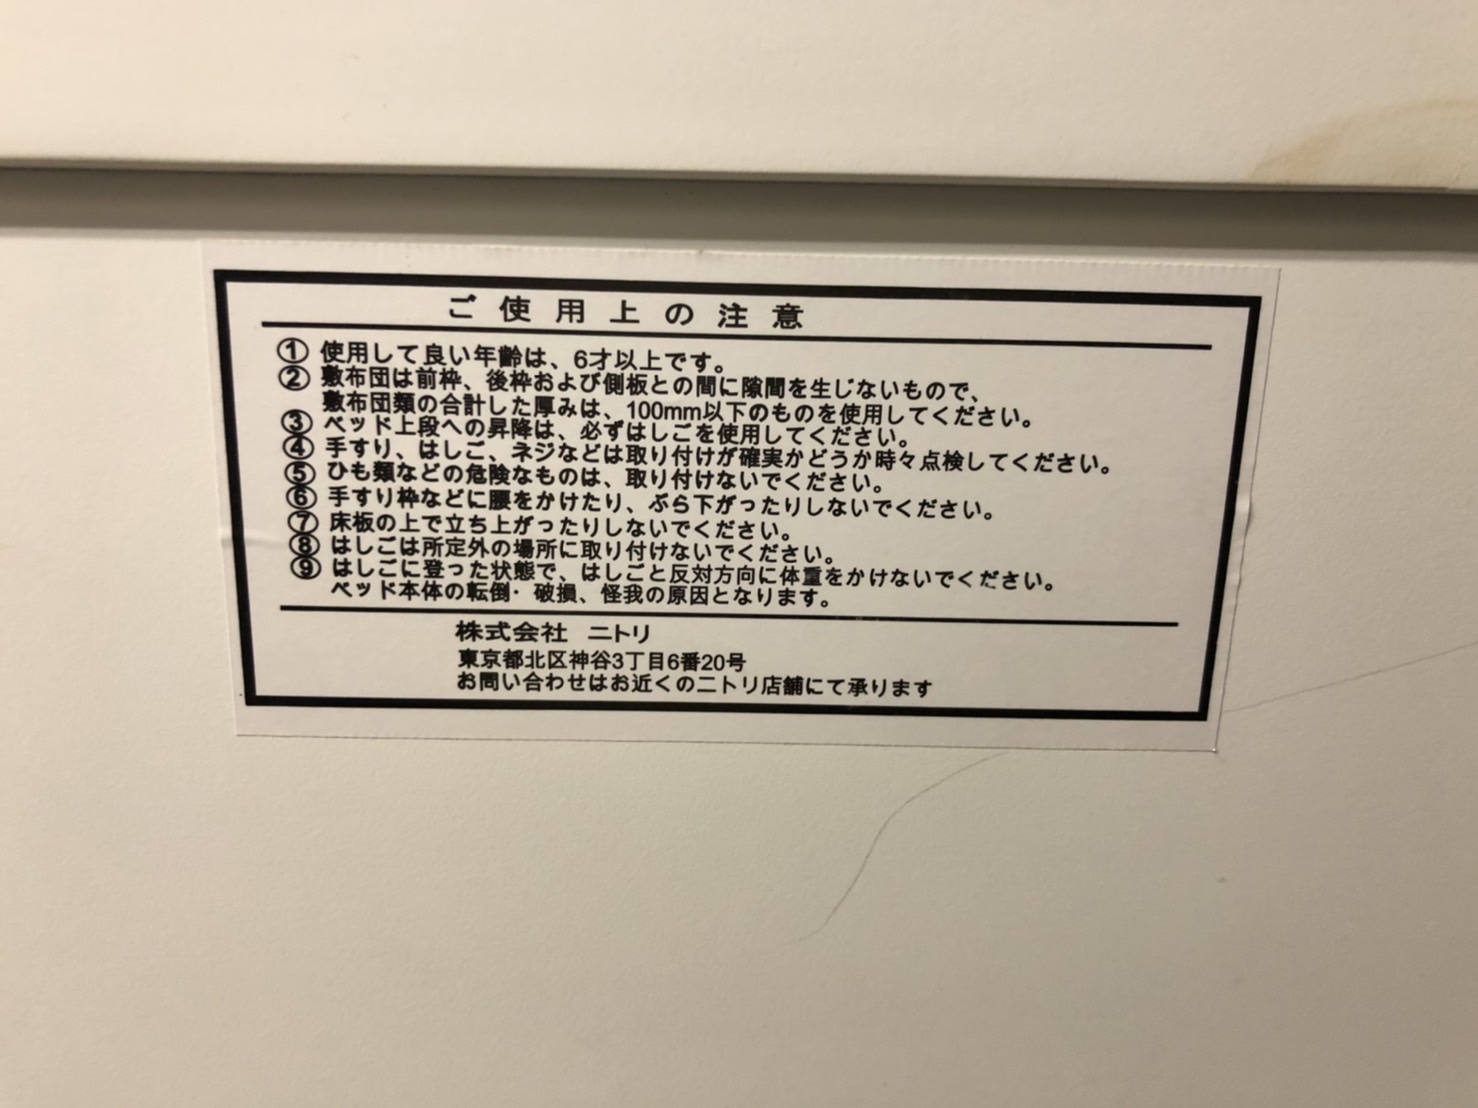 ご使用上の注意
① 使用して良い年齢は、6才以上です。
② 敷布団は前枠、後枠および側板との間に隙間を生じないもので、
敷布団類の合計した厚みは、100mm以下のものを使用してください。
③ ベッド上段への昇降は、必ずはしごを使用してください。
④ 手すり、はしご、ネジなどは取り付けが確実かどうか時々点検してください。
⑤ ひも類などの危険なものは、取り付けないでください。
⑥ 手すり枠などに腰をかけたり、ぶら下がったりしないでください。
⑦ 床板の上で立ち上がったりしないでください。
⑧ はしごは所定外の場所に取り付けないでください。
⑨ はしごに登った状態で、はしごと反対方向に体重をかけないでください。
ベッド本体の転倒・破損、怪我の原因となります。
株式会社 ニトリ
東京都北区神谷3丁目6番20号
お問い合わせはお近くのニトリ店舗にて承ります